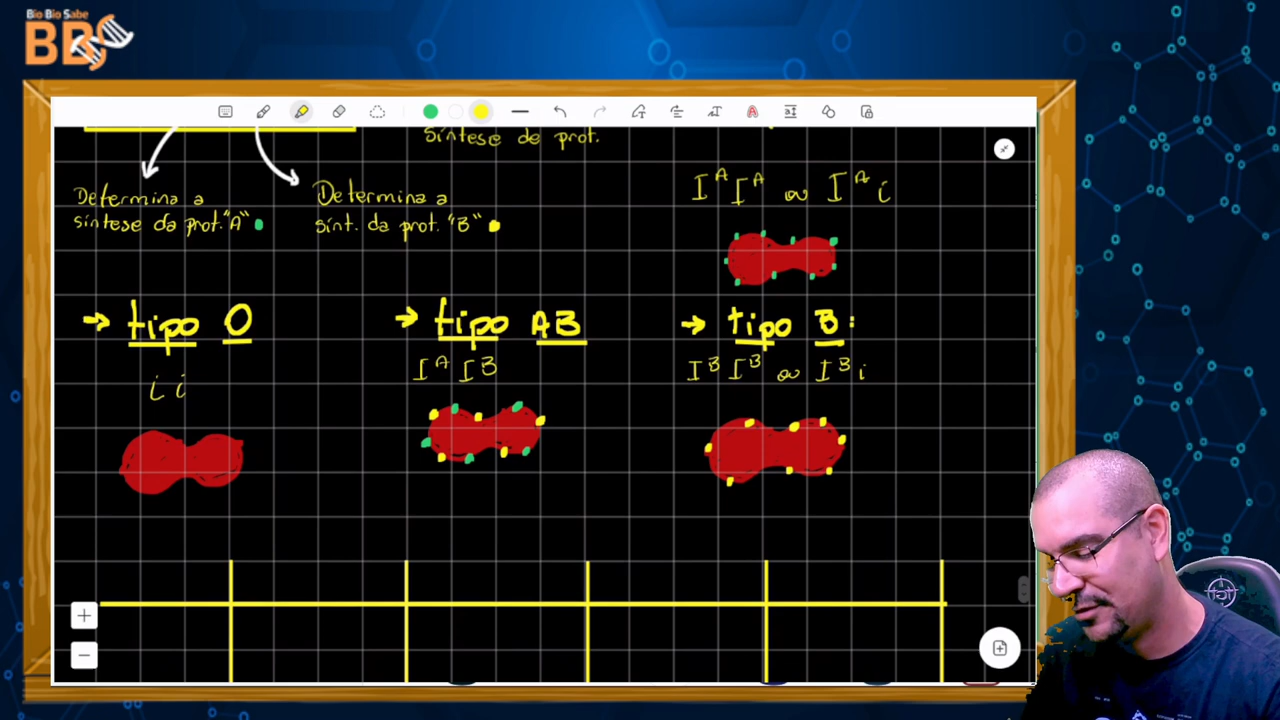 Bio Bio Sabe
BBS
síntese de prot.
I^A I^A ou I^A i
Determina a
síntese da prot. "A"
Determina a
sínt. da prot. "B"
→ tipo O
→ tipo AB
→ tipo B:
i i
I^A I^B
I^B I^B ou I^B i